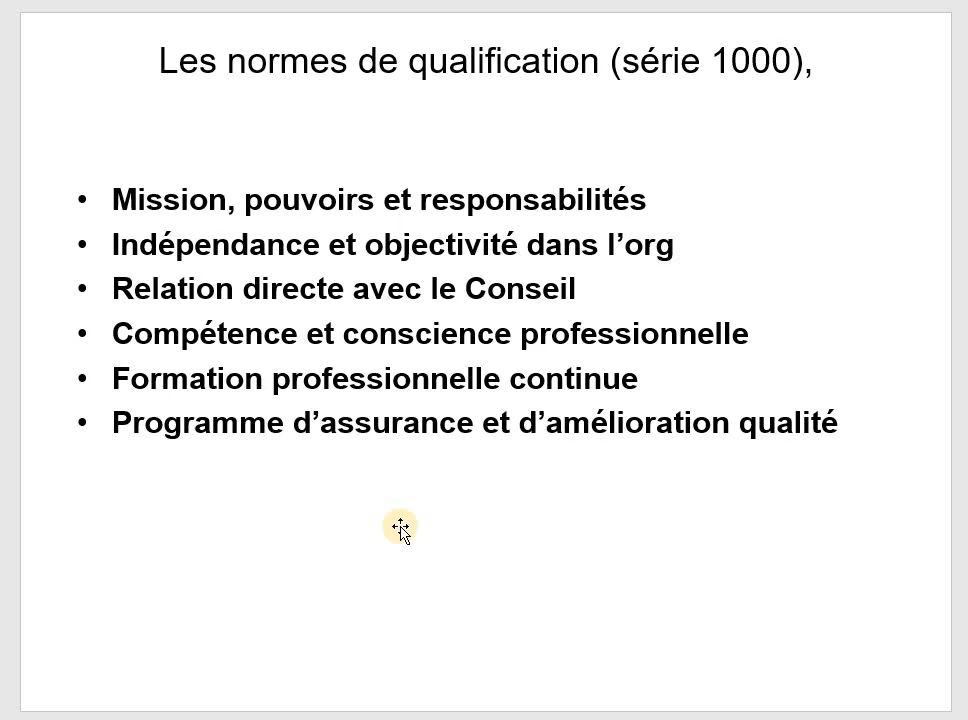 Les normes de qualification (série 1000),
• Mission, pouvoirs et responsabilités
• Indépendance et objectivité dans l’org
• Relation directe avec le Conseil
• Compétence et conscience professionnelle
• Formation professionnelle continue
• Programme d’assurance et d’amélioration qualité